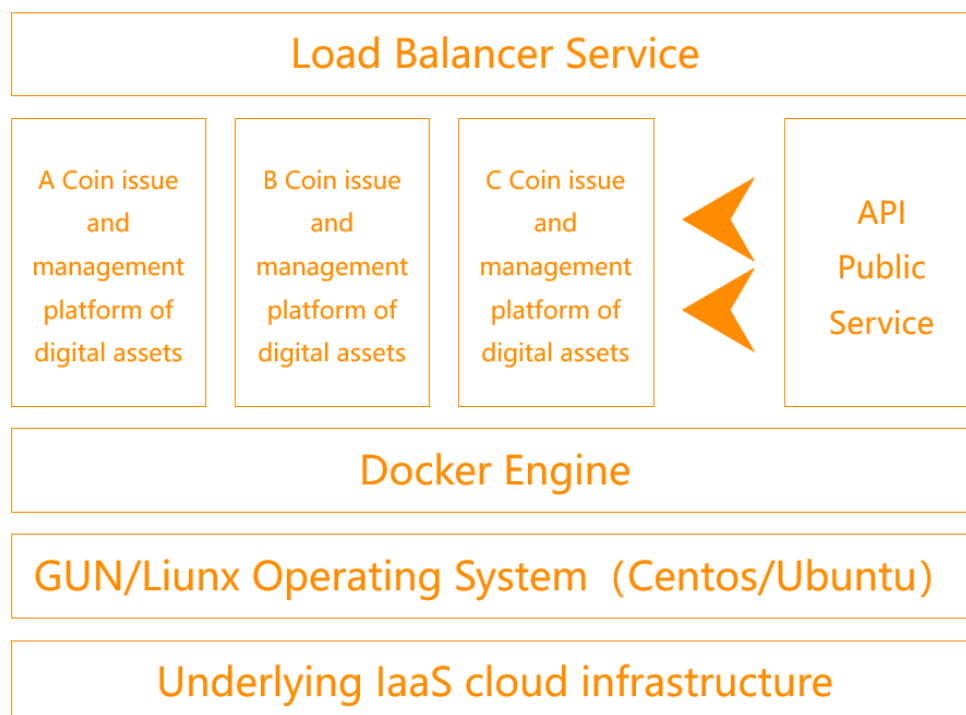 Load Balancer Service
A Coin issue
and
management
platform of
digital assets
B Coin issue
and
management
platform of
digital assets
C Coin issue
and
management
platform of
digital assets
API
Public
Service
Docker Engine
GUN/Liunx Operating System（Centos/Ubuntu）
Underlying IaaS cloud infrastructure